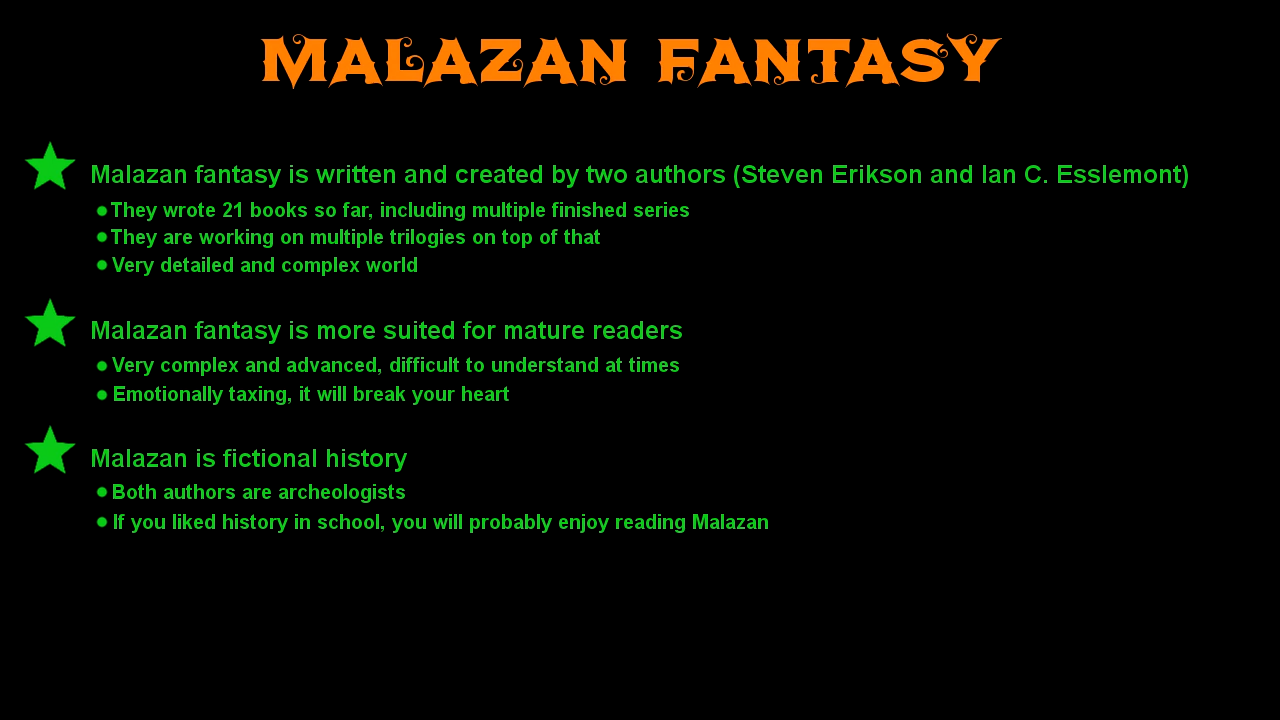 MALAZAN FANTASY
Malazan fantasy is written and created by two authors (Steven Erikson and Ian C. Esslemont)
They wrote 21 books so far, including multiple finished series
They are working on multiple trilogies on top of that
Very detailed and complex world
Malazan fantasy is more suited for mature readers
Very complex and advanced, difficult to understand at times
Emotionally taxing, it will break your heart
Malazan is fictional history
Both authors are archeologists
If you liked history in school, you will probably enjoy reading Malazan